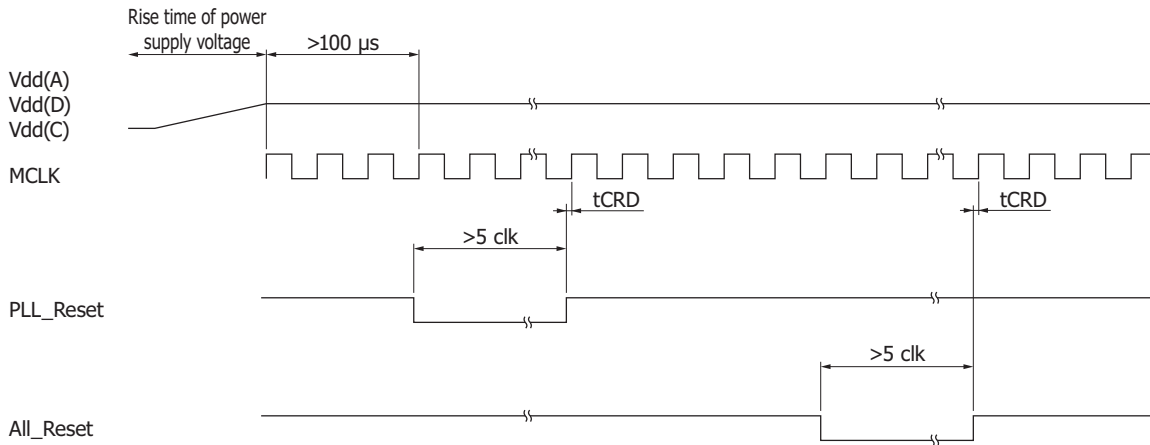 Rise time of power
supply voltage
>100 µs
Vdd(A)
Vdd(D)
Vdd(C)
MCLK
tCRD
tCRD
>5 clk
PLL_Reset
>5 clk
All_Reset